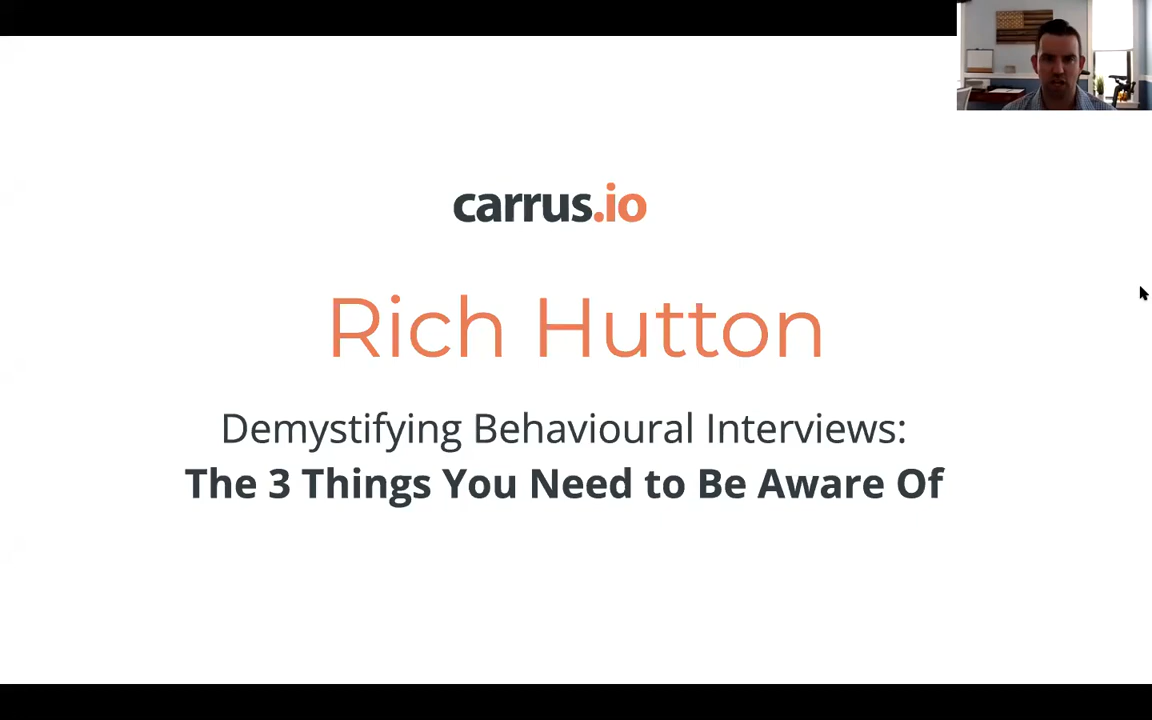 carrus.io
Rich Hutton
Demystifying Behavioural Interviews:
The 3 Things You Need to Be Aware Of